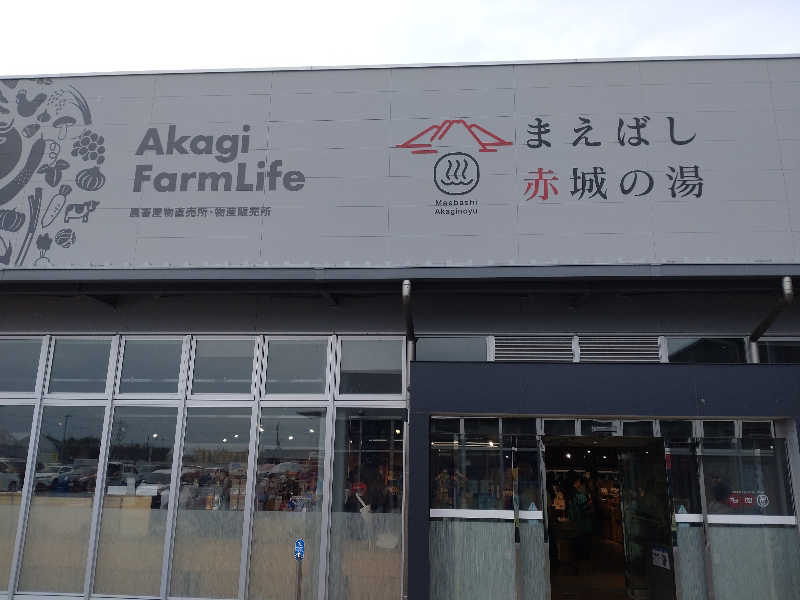 Akagi
FarmLife
農畜産物直売所・物産販売所
Maebashi
Akaginoyu
まえばし
赤城の湯